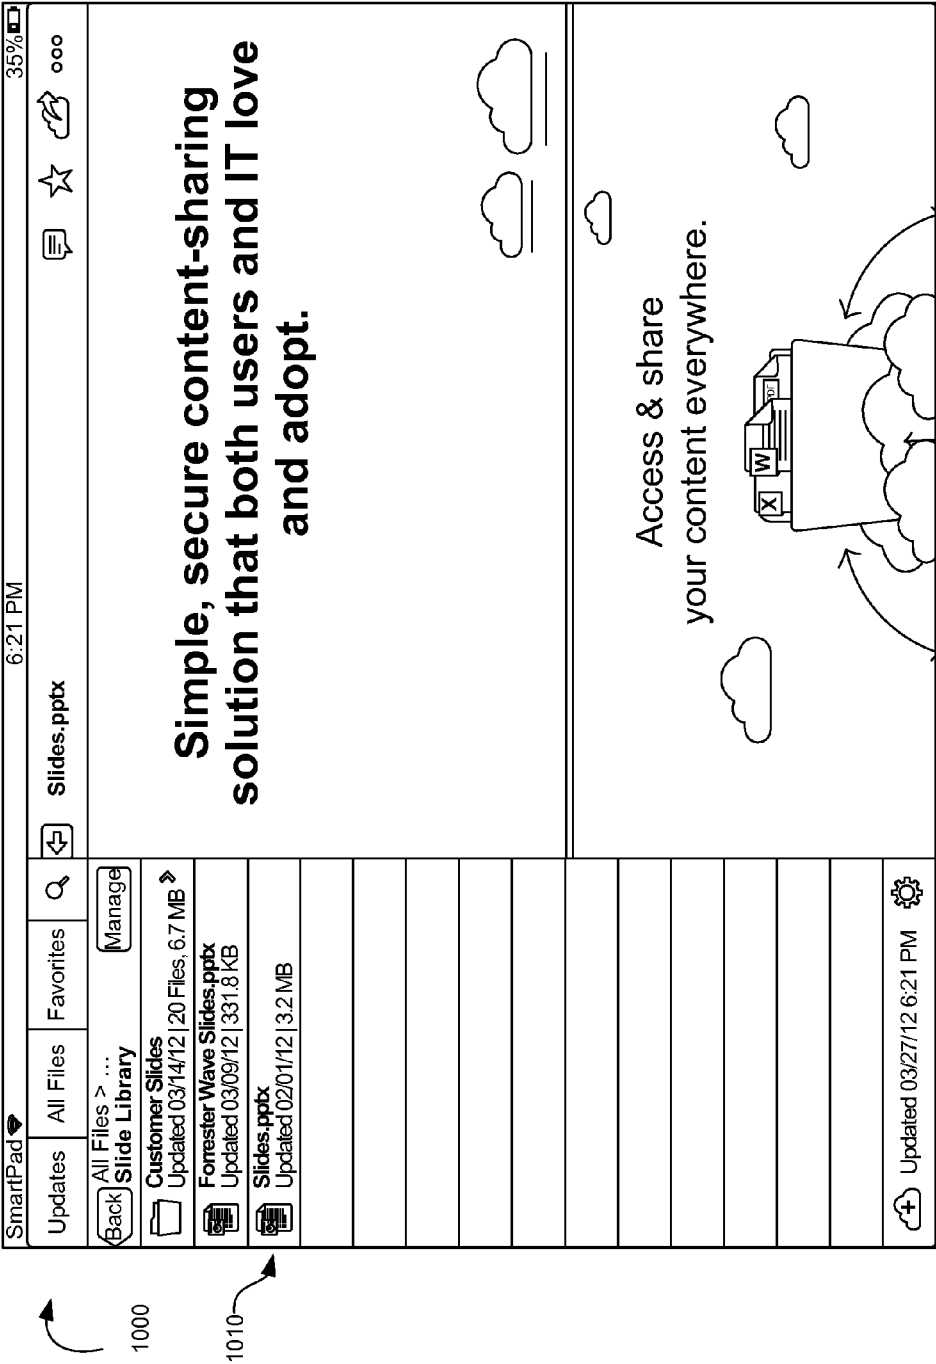 SmartPad 6:21 PM 35%
Updates All Files Favorites
Slides.pptx
Back All Files > ... Manage
Slide Library
Customer Slides
Updated 03/14/12 | 20 Files, 6.7 MB »
Forrester Wave Slides.pptx
Updated 03/09/12 | 331.8 KB
Slides.pptx
Updated 02/01/12 | 3.2 MB
Updated 03/27/12 6:21 PM
Simple, secure content-sharing
solution that both users and IT love
and adopt.
Access & share
your content everywhere.
X W PDF
1000
1010